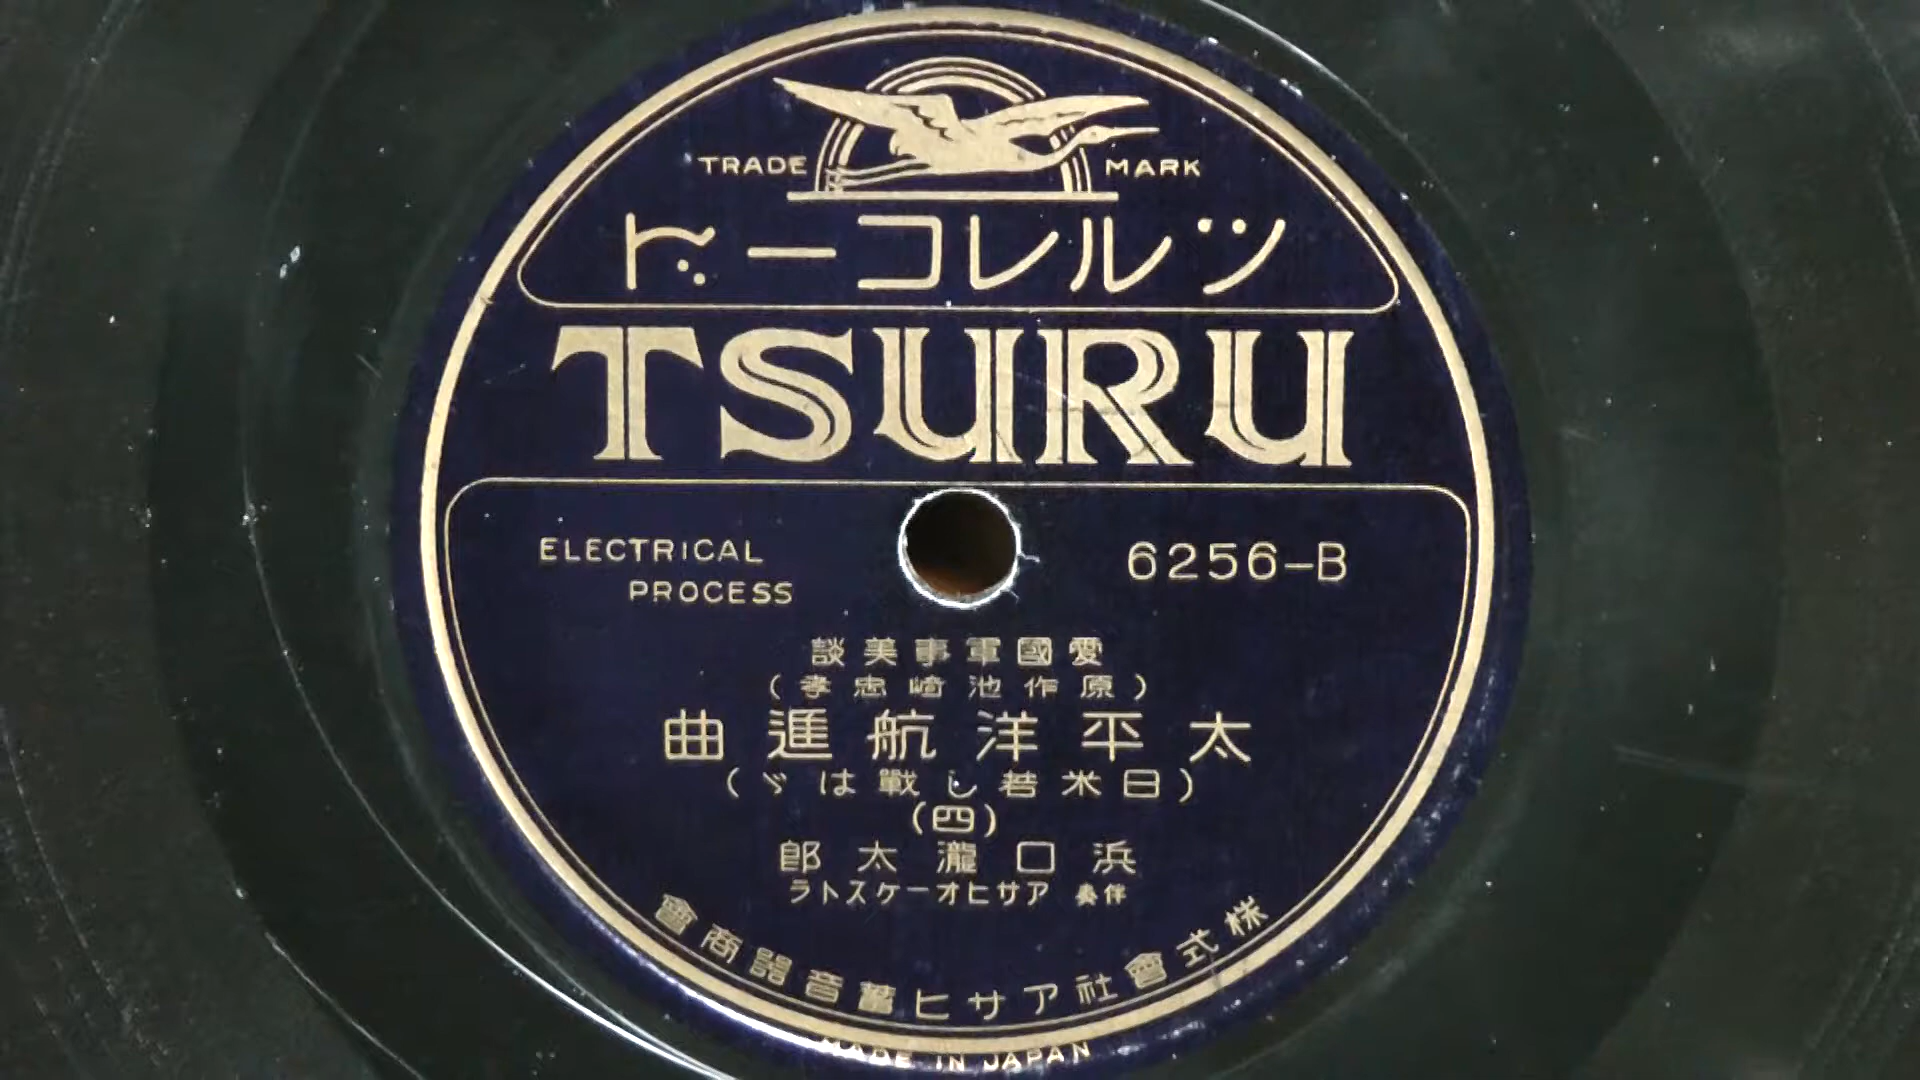 TRADE MARK
ツルレコード
TSURU
ELECTRICAL
PROCESS
6256-B
愛國軍事美談
(原作池崎忠孝)
太平洋航進曲
(日米若し戰はゞ)
(四)
浜口瀧太郎
伴奏 アサヒオーケストラ
株式會社アサヒ蓄音器商會
MADE IN JAPAN